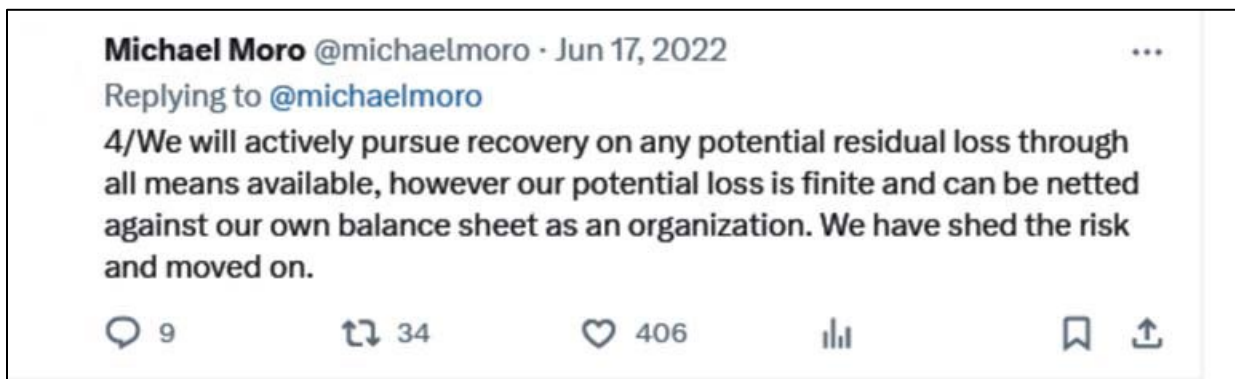 Michael Moro @michaelmoro · Jun 17, 2022
Replying to @michaelmoro
4/We will actively pursue recovery on any potential residual loss through
all means available, however our potential loss is finite and can be netted
against our own balance sheet as an organization. We have shed the risk
and moved on.
9 34 406